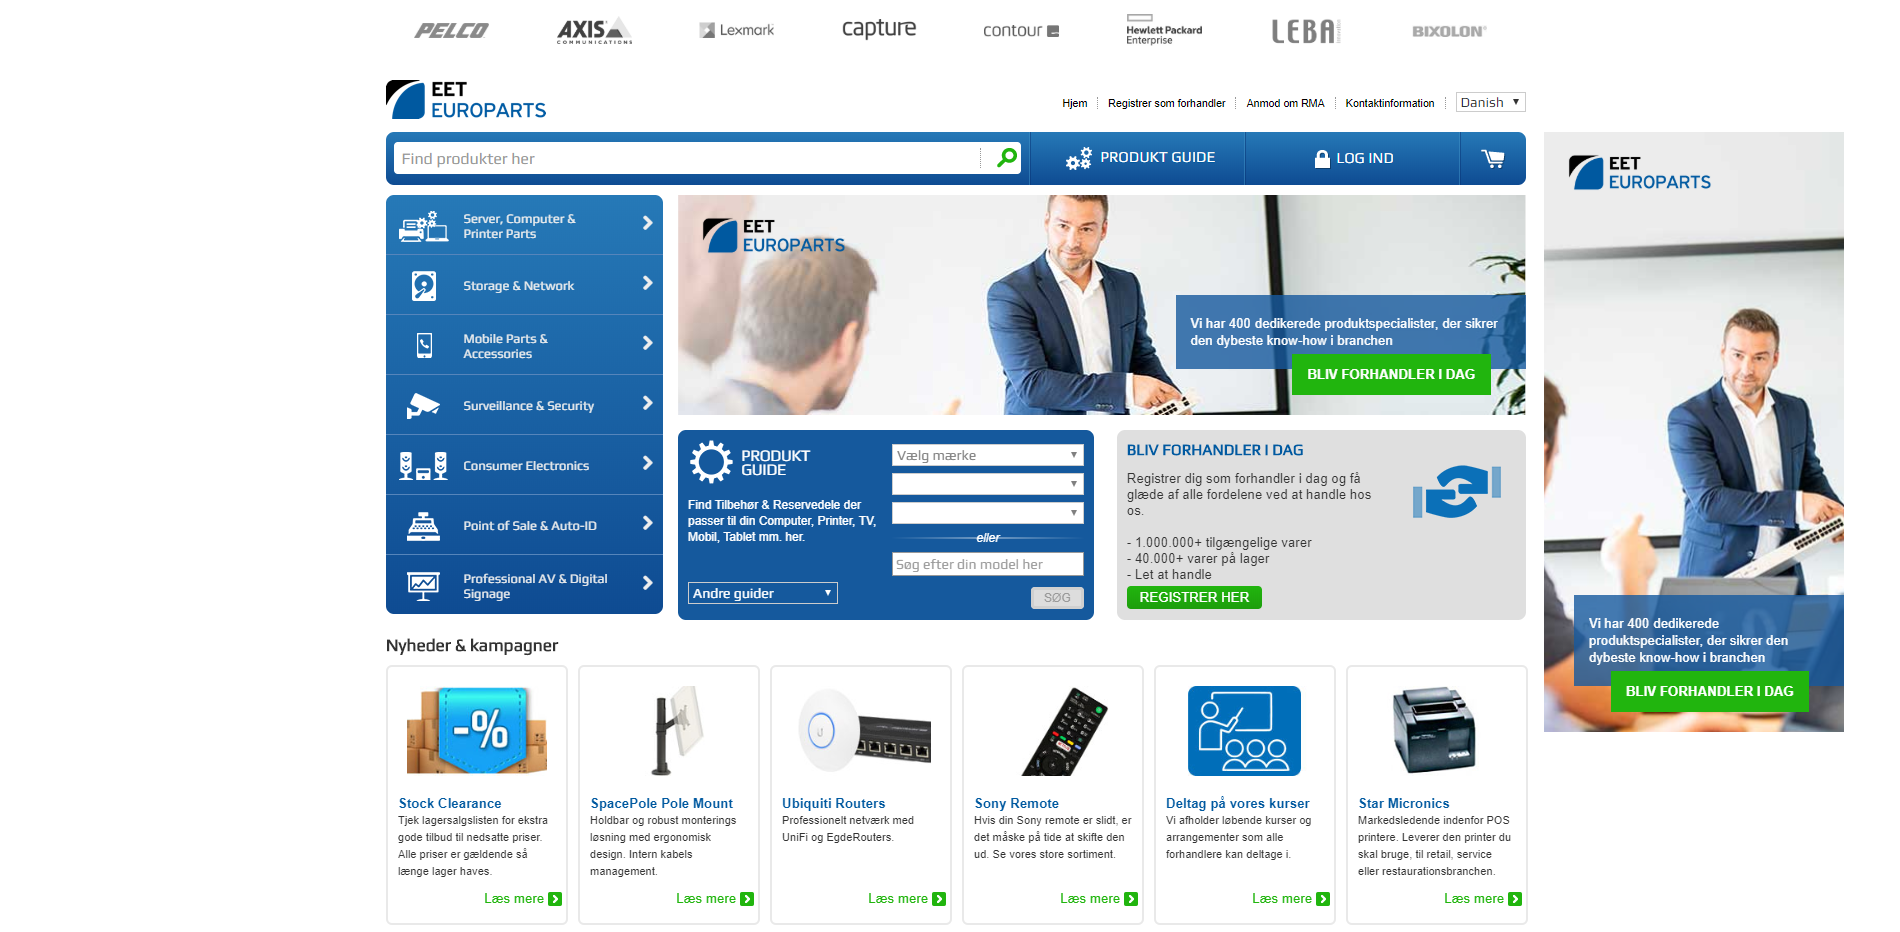 PELCO
AXIS
COMMUNICATIONS
Lexmark
capture
contour
Hewlett Packard
Enterprise
LEBA
BIXOLON
EET
EUROPARTS
Hjem
Registrer som forhandler
Anmod om RMA
Kontaktinformation
Danish
Find produkter her
PRODUKT GUIDE
LOG IND
Server, Computer &
Printer Parts
Storage & Network
Mobile Parts &
Accessories
Surveillance & Security
Consumer Electronics
Point of Sale & Auto-ID
Professional AV & Digital
Signage
EET
EUROPARTS
Vi har 400 dedikerede produktspecialister, der sikrer
den dybeste know-how i branchen
BLIV FORHANDLER I DAG
EET
EUROPARTS
Vi har 400 dedikerede
produktspecialister, der sikrer den
dybeste know-how i branchen
BLIV FORHANDLER I DAG
PRODUKT
GUIDE
Find Tilbehør & Reservedele der
passer til din Computer, Printer, TV,
Mobil, Tablet mm. her.
Andre guider
Vælg mærke
eller
Søg efter din model her
SØG
BLIV FORHANDLER I DAG
Registrer dig som forhandler i dag og få
glæde af alle fordelene ved at handle hos
os.
- 1.000.000+ tilgængelige varer
- 40.000+ varer på lager
- Let at handle
REGISTRER HER
Nyheder & kampagner
-%
Stock Clearance
Tjek lagersalgslisten for ekstra
gode tilbud til nedsatte priser.
Alle priser er gældende så
længe lager haves.
Læs mere
SpacePole Pole Mount
Holdbar og robust monterings
løsning med ergonomisk
design. Intern kabels
management.
Læs mere
Ubiquiti Routers
Professionelt netværk med
UniFi og EgdeRouters.
Læs mere
Sony Remote
Hvis din Sony remote er slidt, er
det måske på tide at skifte den
ud. Se vores store sortiment.
Læs mere
Deltag på vores kurser
Vi afholder løbende kurser og
arrangementer som alle
forhandlere kan deltage i.
Læs mere
Star Micronics
Markedsledende indenfor POS
printere. Leverer den printer du
skal bruge, til retail, service
eller restaurationsbranchen.
Læs mere